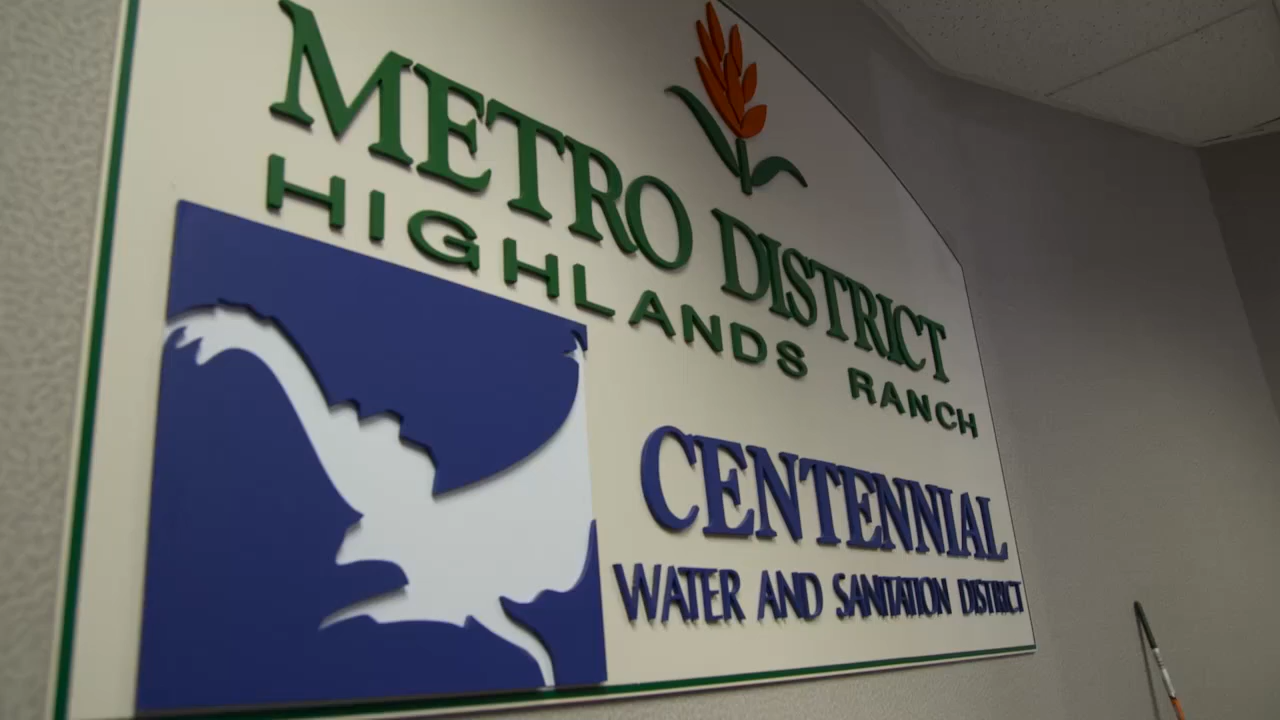 METRO DISTRICT
HIGHLANDS RANCH
CENTENNIAL
WATER AND SANITATION DISTRICT